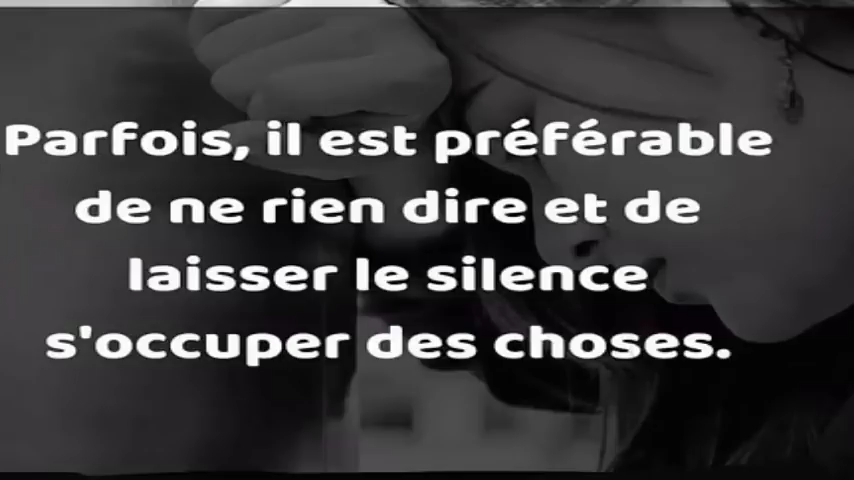 Parfois, il est préférable
de ne rien dire et de
laisser le silence
s'occuper des choses.